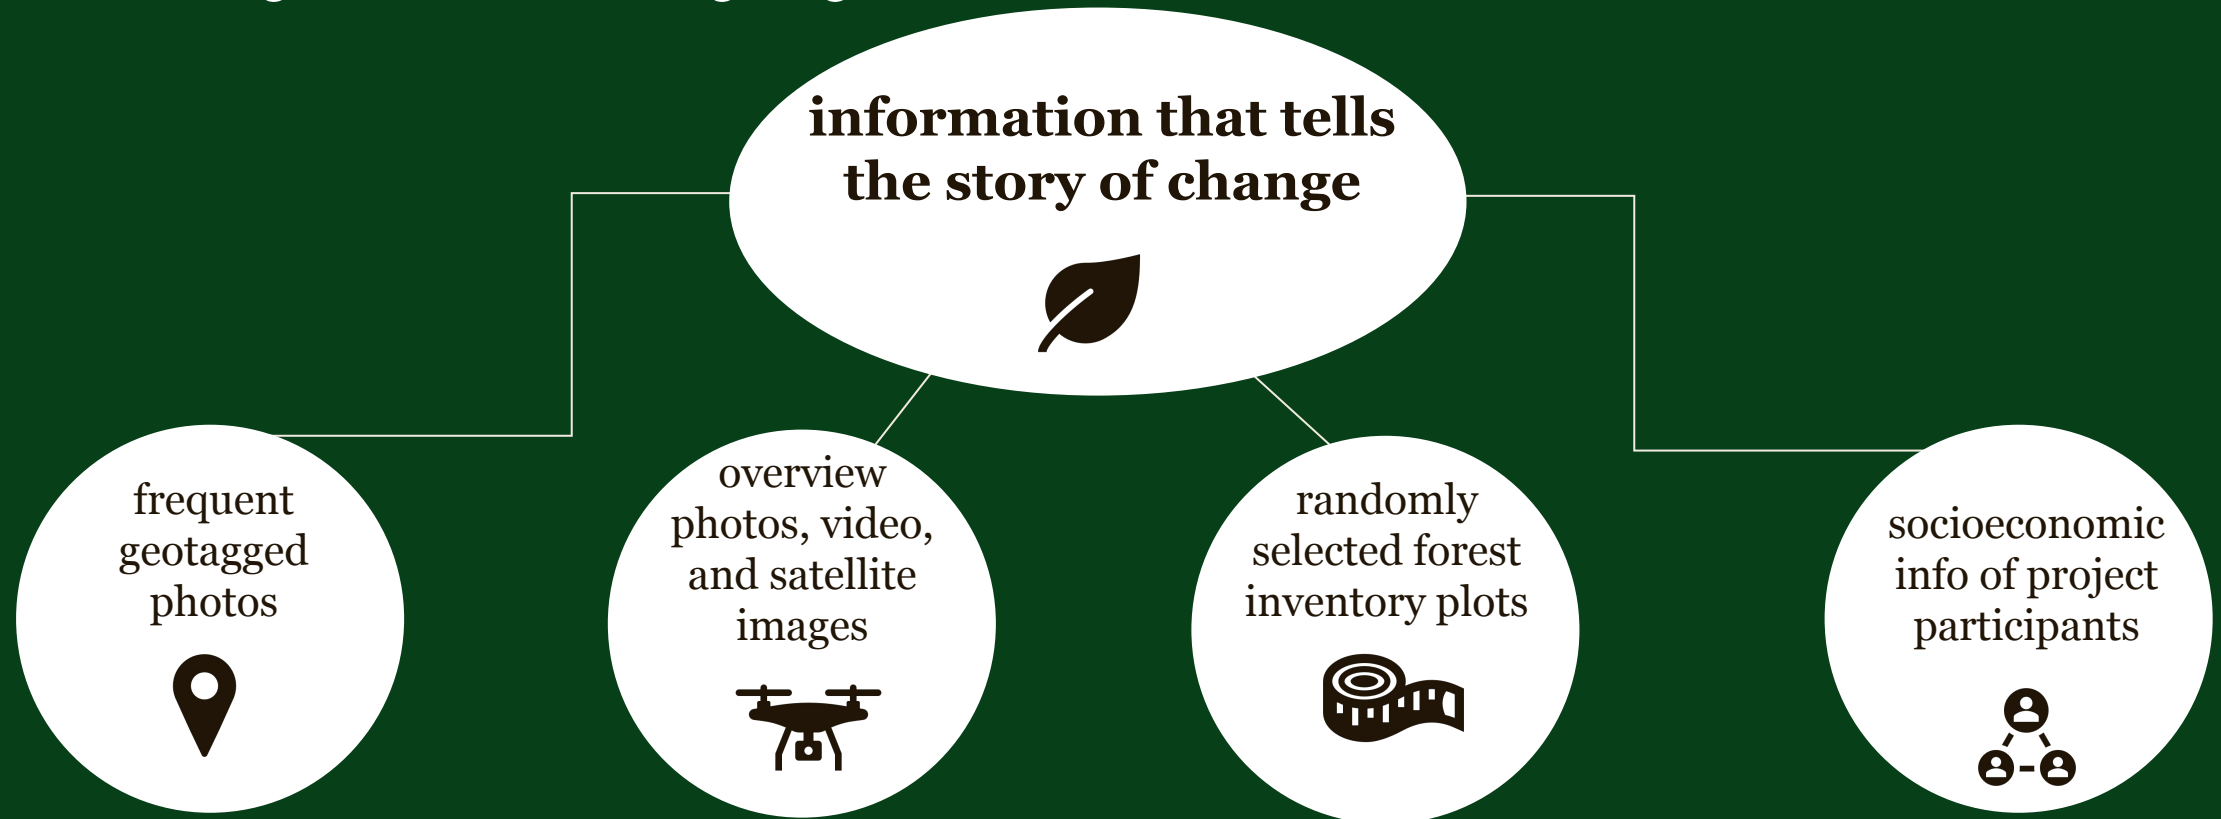 information that tells
the story of change
frequent
geotagged
photos
overview
photos, video,
and satellite
images
randomly
selected forest
inventory plots
socioeconomic
info of project
participants